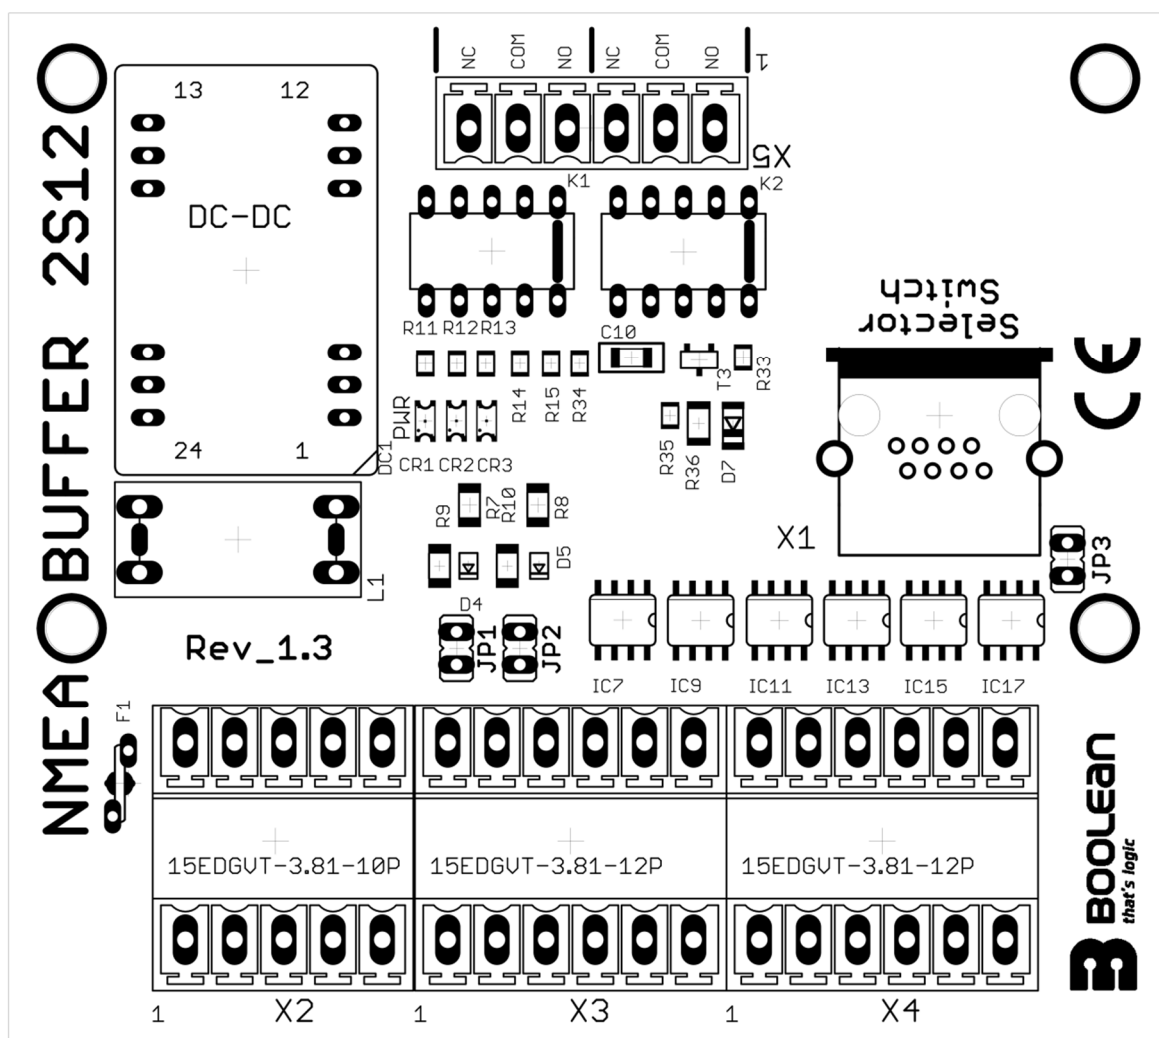 NC COM NO NC COM NO 1
X5
K1 K2
13 12
DC-DC
24 1
DC1
NMEA BUFFER 2S12
Selector
Switch
R11 R12 R13
C10
T3
R33
R14
R15
R34
PWR
CR1 CR2 CR3
R35
R36
D7
R9
R7
R10
R8
X1
D5
JP3
L1
D4
JP1
JP2
Rev_1.3
IC7 IC9 IC11 IC13 IC15 IC17
F1
15EDGVT-3.81-10P 15EDGVT-3.81-12P 15EDGVT-3.81-12P
1 X2 1 X3 1 X4
CE
BOOLEAN
that's logic